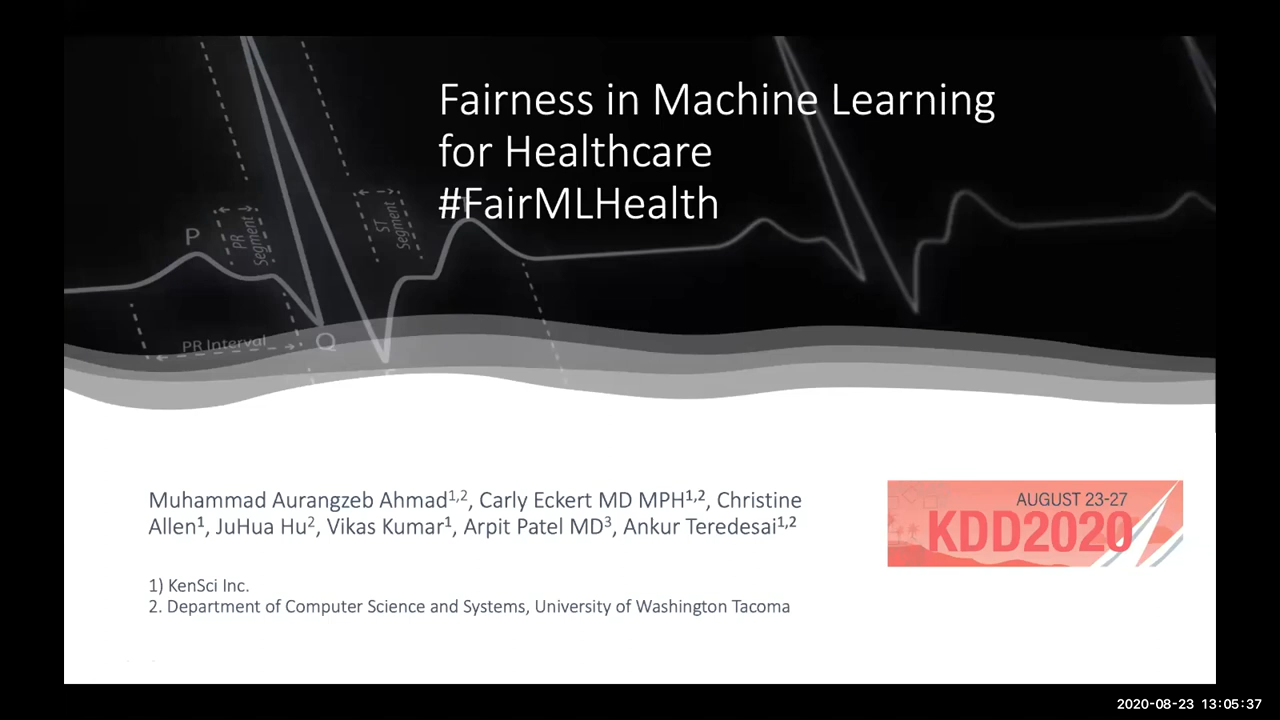 Fairness in Machine Learning
for Healthcare
#FairMLHealth
P
PR
Segment
ST
Segment
PR Interval
Q
Muhammad Aurangzeb Ahmad1,2, Carly Eckert MD MPH1,2, Christine
Allen1, JuHua Hu2, Vikas Kumar1, Arpit Patel MD3, Ankur Teredesai1,2
AUGUST 23-27
KDD2020
1) KenSci Inc.
2. Department of Computer Science and Systems, University of Washington Tacoma
2020-08-23 13:05:37